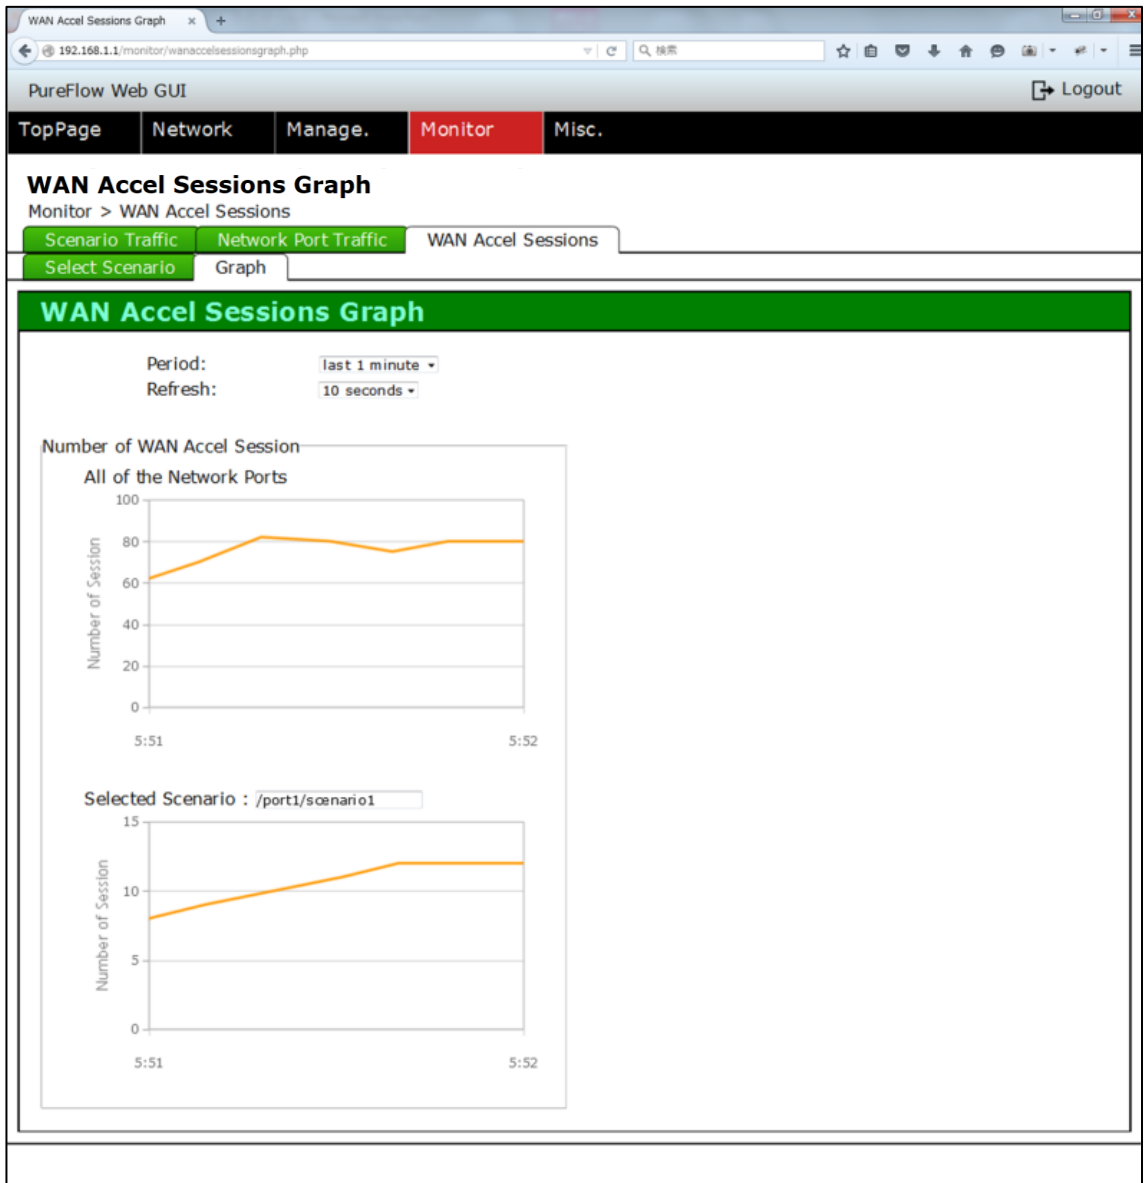 WAN Accel Sessions Graph × +
192.168.1.1/monitor/wanaccelsessionsgraph.php 検索
PureFlow Web GUI Logout
TopPage Network Manage. Monitor Misc.
WAN Accel Sessions Graph
Monitor > WAN Accel Sessions
Scenario Traffic Network Port Traffic WAN Accel Sessions
Select Scenario Graph
WAN Accel Sessions Graph
Period: last 1 minute
Refresh: 10 seconds
Number of WAN Accel Session
All of the Network Ports
100
80
60
40
20
0
Number of Session
5:51 5:52
Selected Scenario : /port1/scenario1
15
10
5
0
Number of Session
5:51 5:52